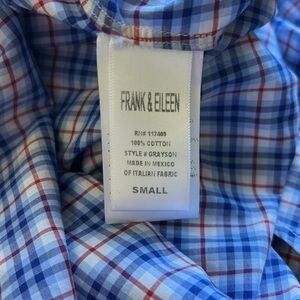 FRANK & EILEEN
RN# 117409
100% COTTON
STYLE # GRAYSON
MADE IN MEXICO
OF ITALIAN FABRIC
SMALL